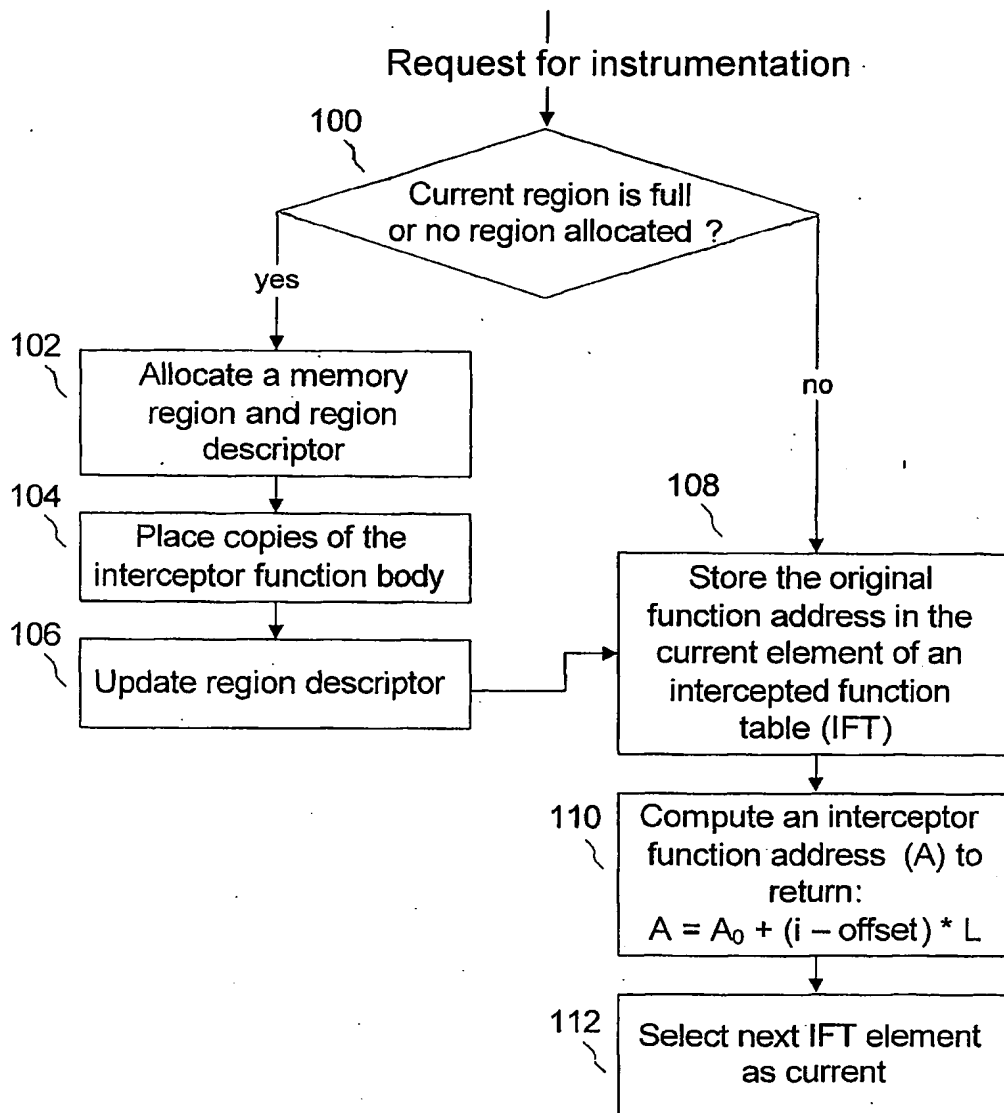 Request for instrumentation
100
Current region is full
or no region allocated ?
yes
no
102
Allocate a memory
region and region
descriptor
104
Place copies of the
interceptor function body
106
Update region descriptor
108
Store the original
function address in the
current element of an
intercepted function
table (IFT)
110
Compute an interceptor
function address (A) to
return:
A = A₀ + (i – offset) * L
112
Select next IFT element
as current